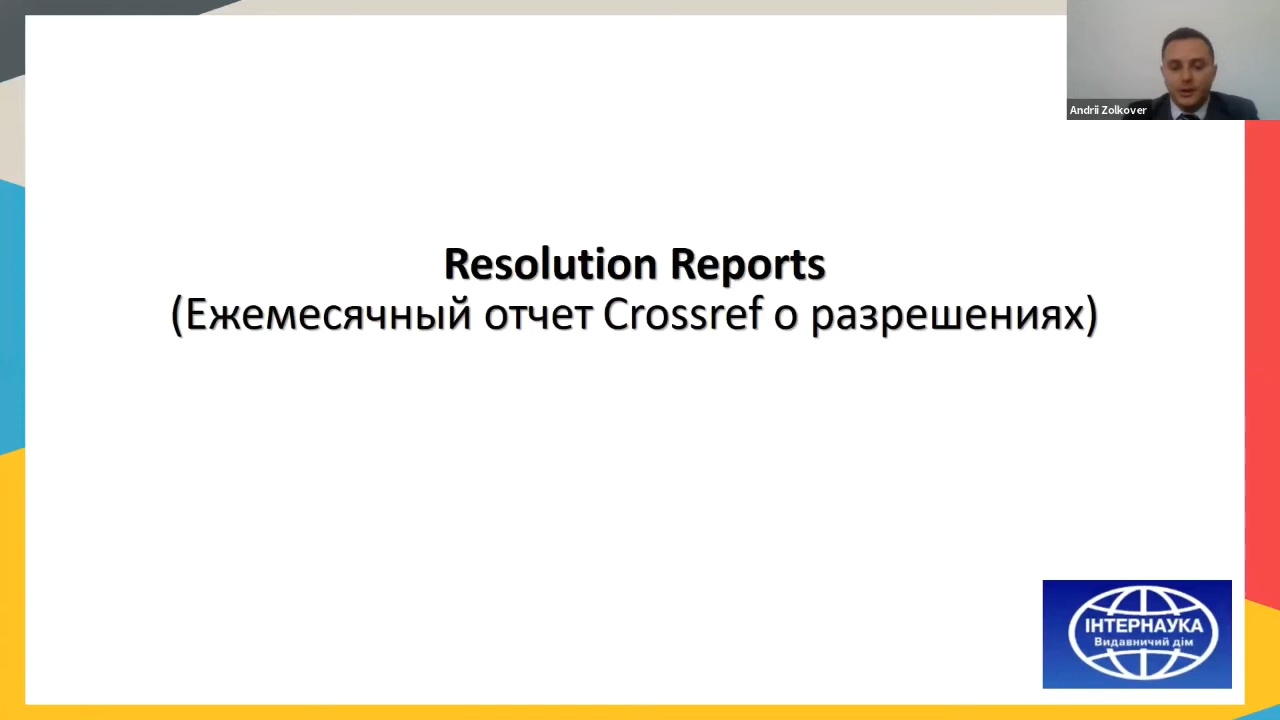 Andrii Zolkover
Resolution Reports
(Ежемесячный отчет Crossref о разрешениях)
ІНТЕРНАУКА
Видавничий дім